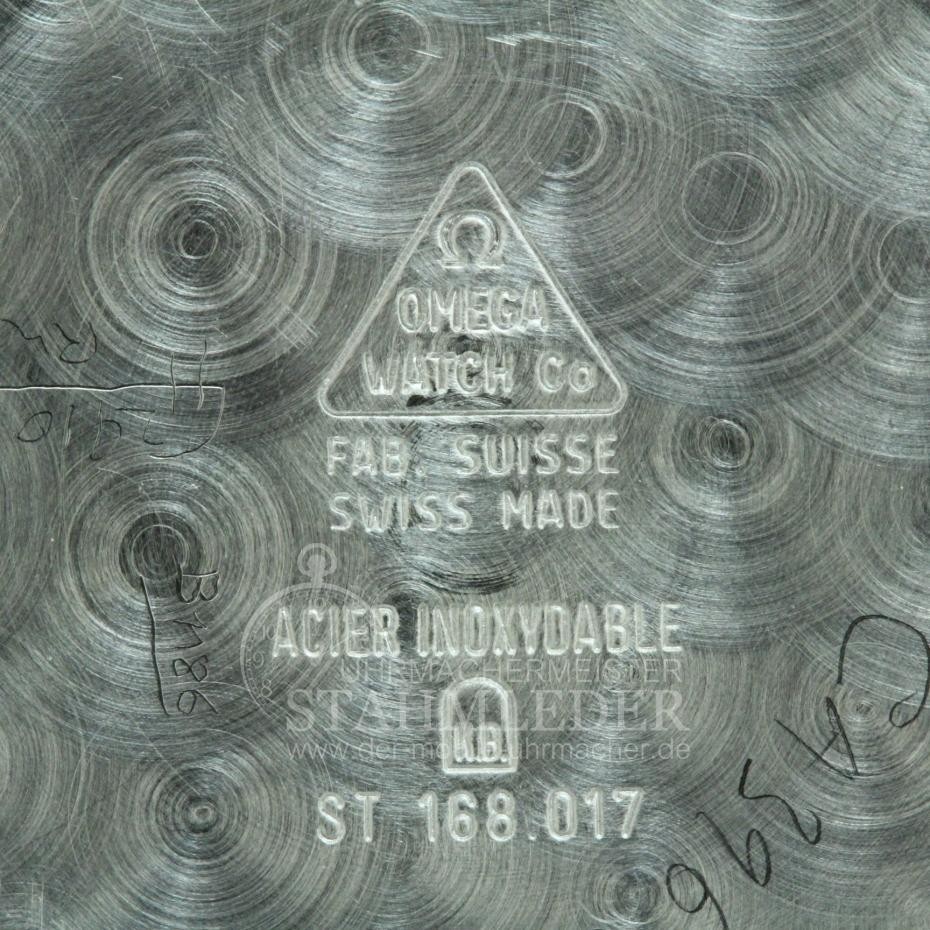 Ω
OMEGA
WATCH Co
FAB. SUISSE
SWISS MADE
ACIER INOXYDABLE
UHRMACHERMEISTER
STAHMLEDER
www.der-mobile-uhrmacher.de
ST 168.017